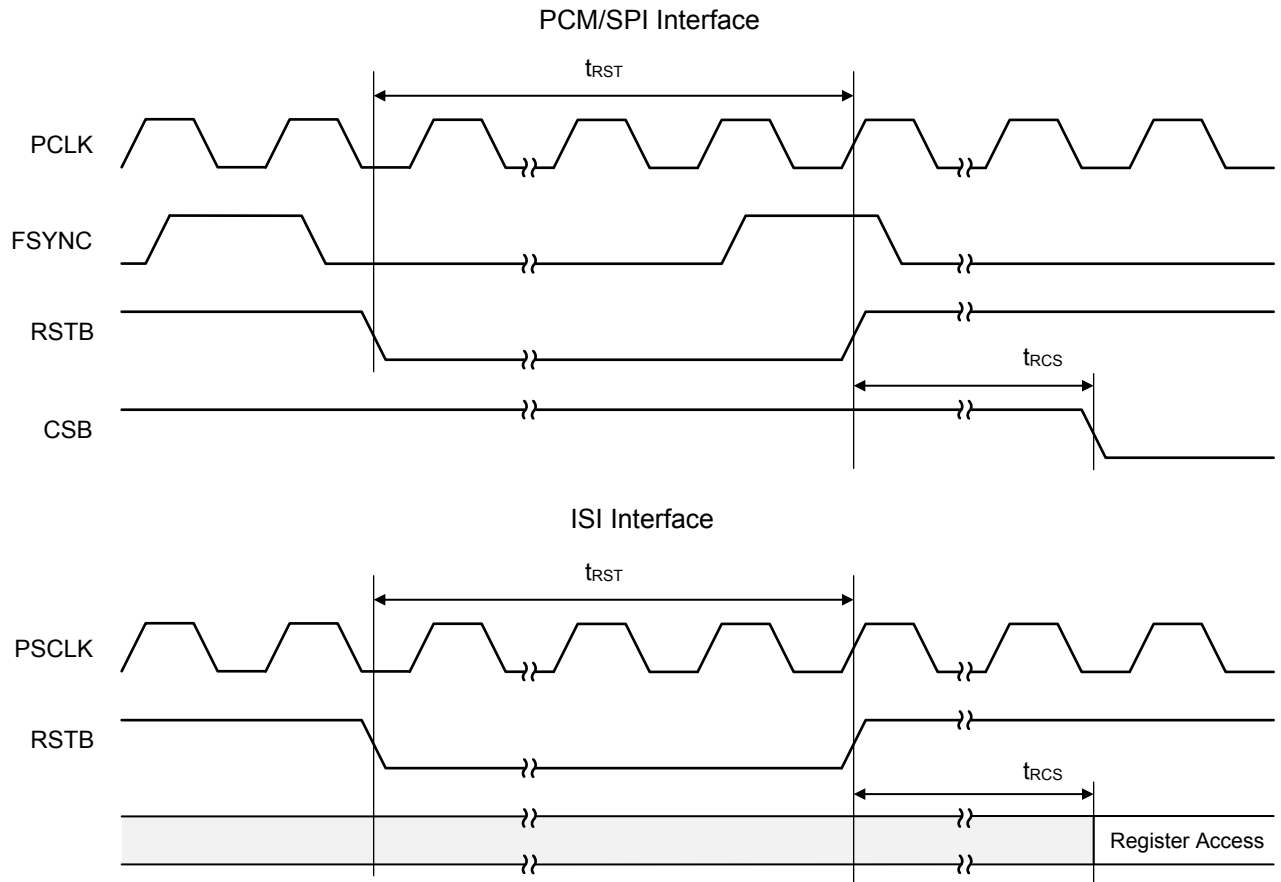 PCM/SPI Interface
tRST
PCLK
FSYNC
RSTB
tRCS
CSB
ISI Interface
tRST
PSCLK
RSTB
tRCS
Register Access